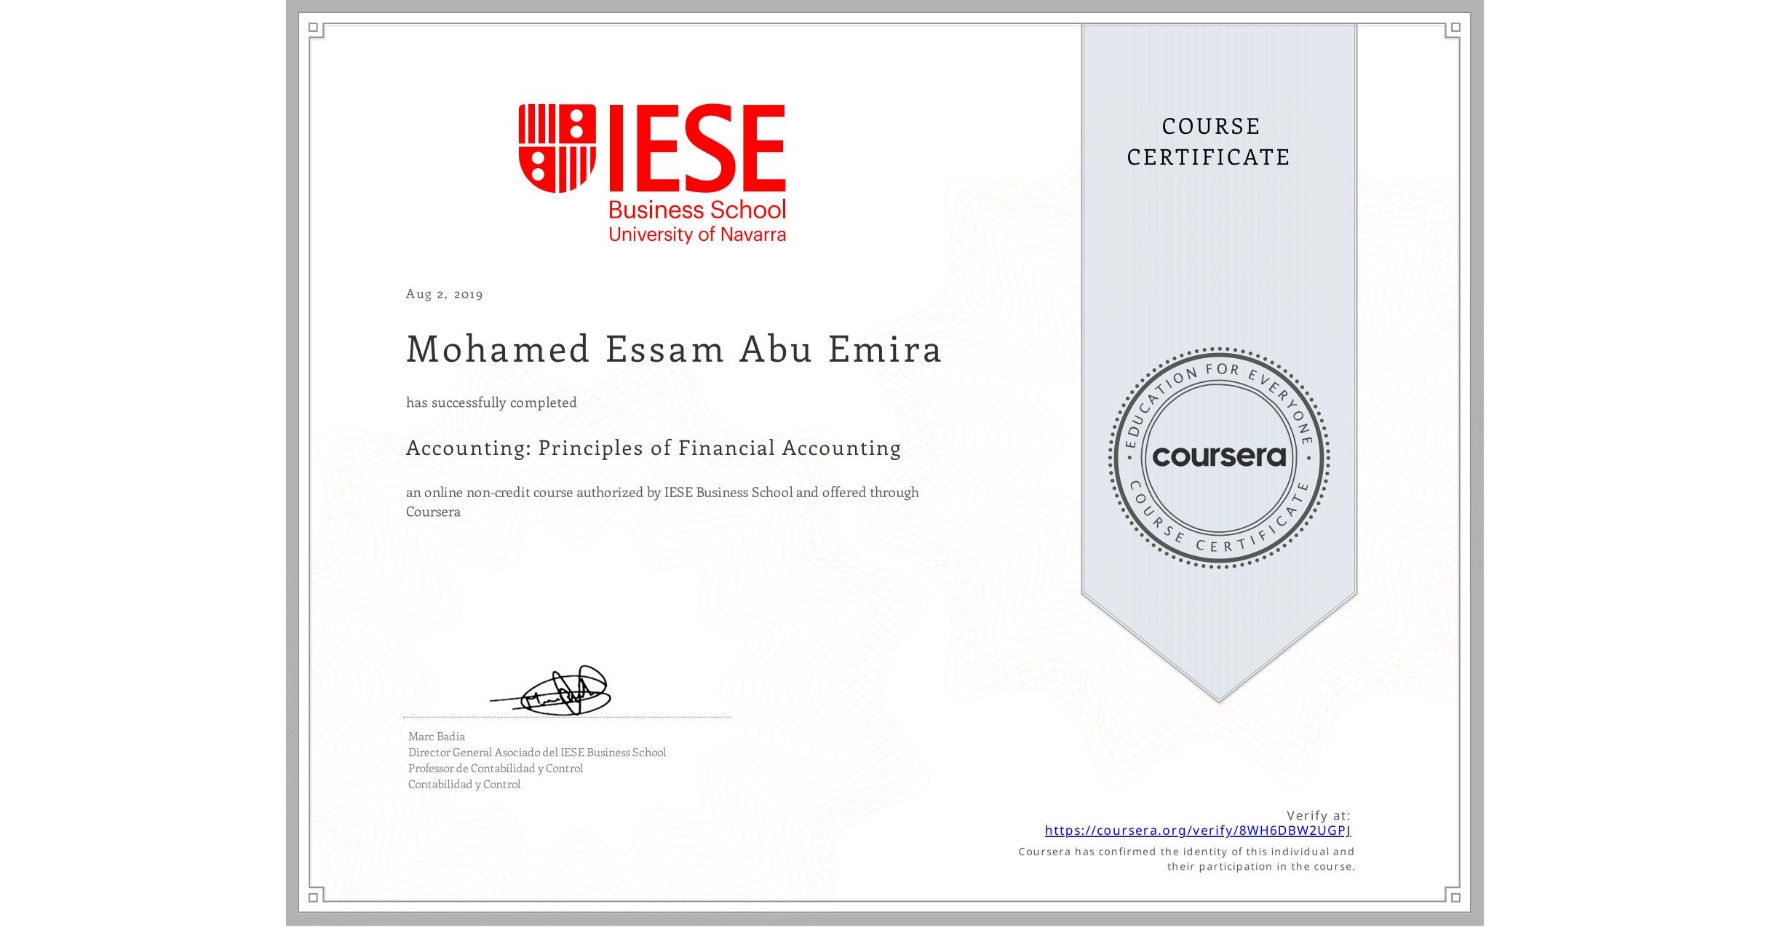 IESE
Business School
University of Navarra
COURSE
CERTIFICATE
Aug 2, 2019
Mohamed Essam Abu Emira
has successfully completed
Accounting: Principles of Financial Accounting
an online non-credit course authorized by IESE Business School and offered through
Coursera
EDUCATION FOR EVERYONE
coursera
COURSE CERTIFICATE
Marc Badia
Director General Asociado del IESE Business School
Professor de Contabilidad y Control
Contabilidad y Control
Verify at:
https://coursera.org/verify/8WH6DBW2UGPJ
Coursera has confirmed the identity of this individual and
their participation in the course.